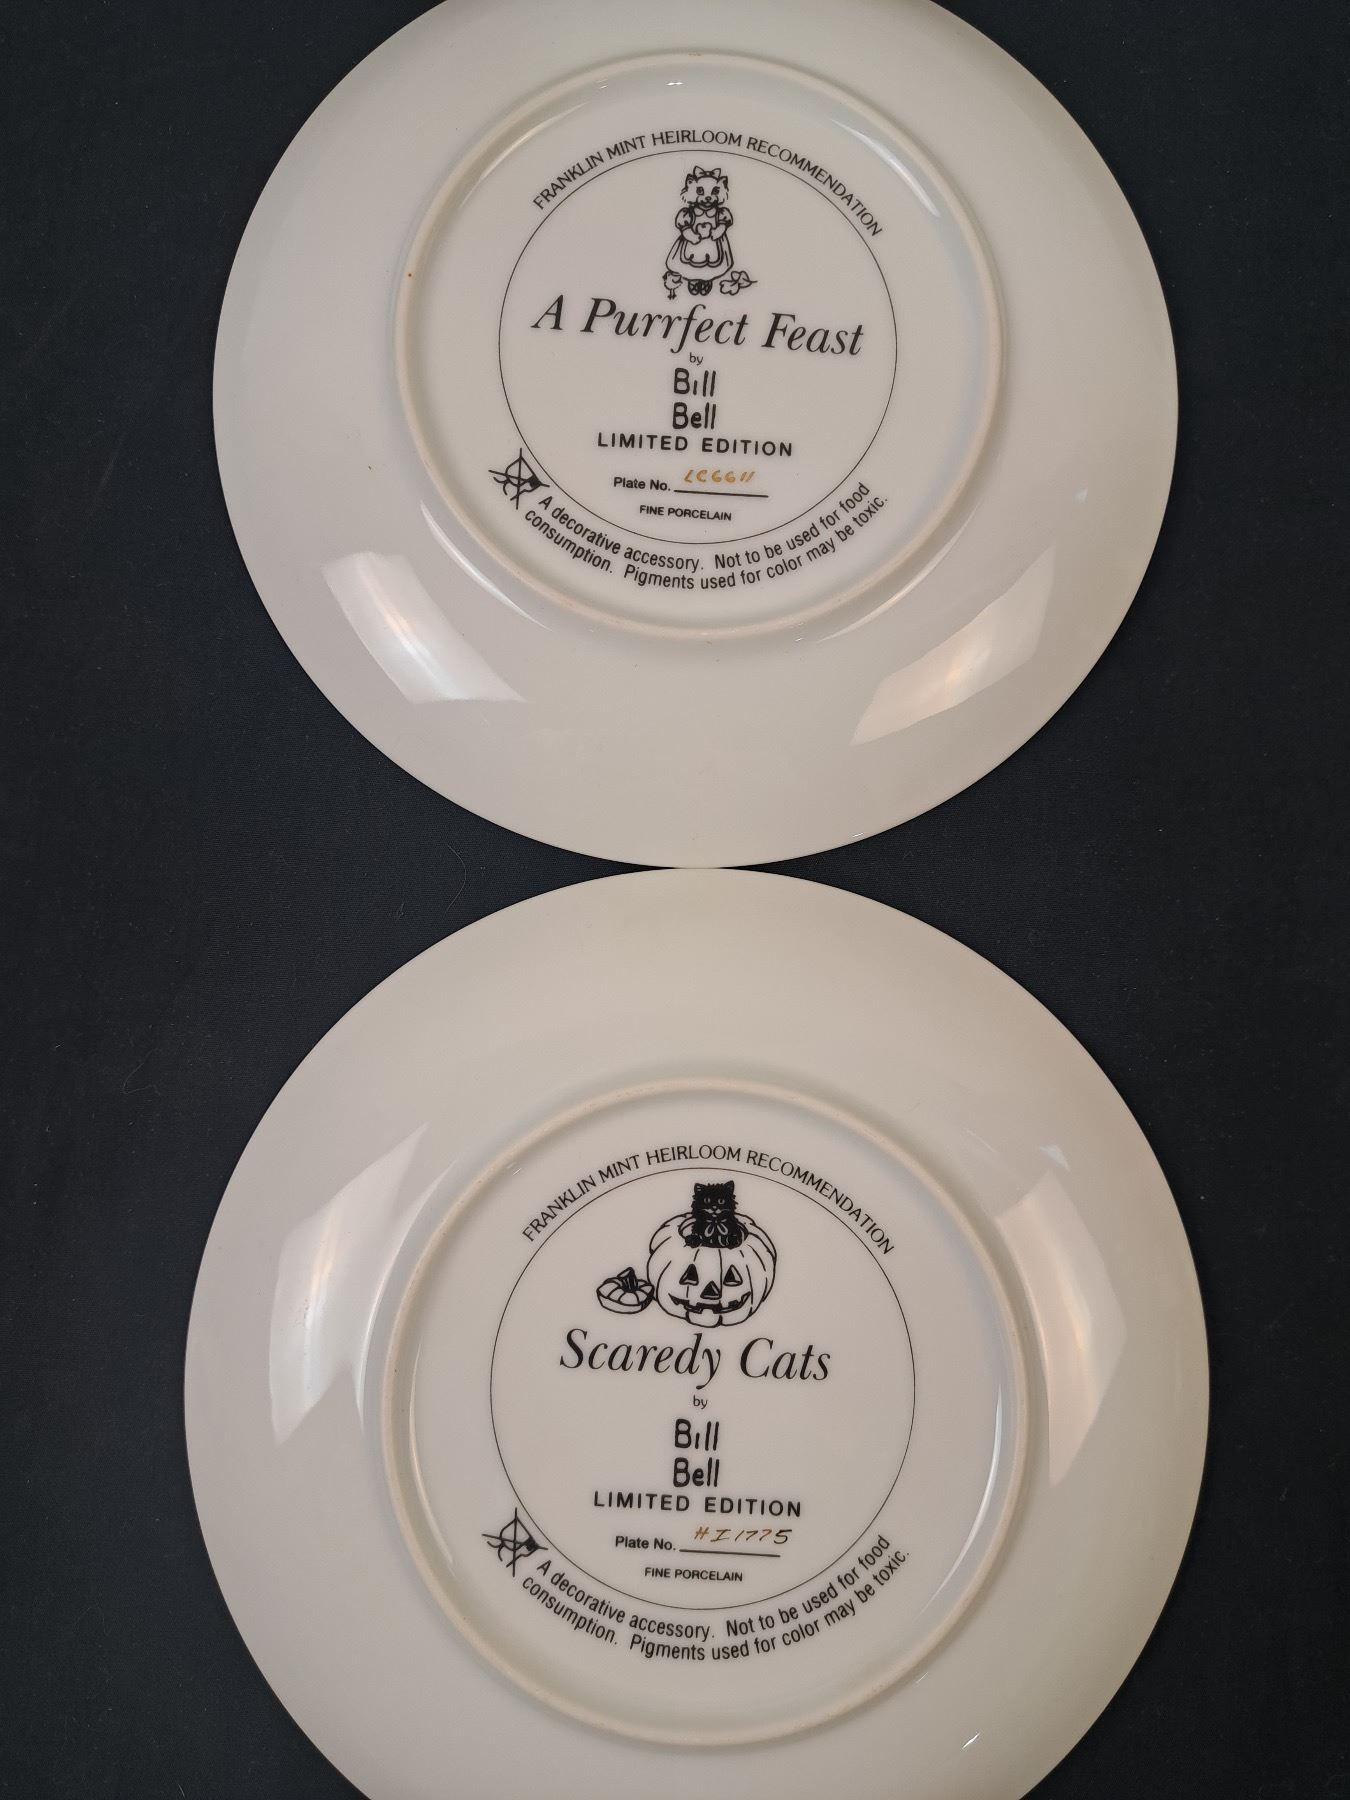 FRANKLIN MINT HEIRLOOM RECOMMENDATION
A Purrfect Feast
by
Bill
Bell
LIMITED EDITION
Plate No. LC6611
FINE PORCELAIN
A decorative accessory. Not to be used for food
consumption. Pigments used for color may be toxic.
FRANKLIN MINT HEIRLOOM RECOMMENDATION
Scaredy Cats
by
Bill
Bell
LIMITED EDITION
Plate No. HI1775
FINE PORCELAIN
A decorative accessory. Not to be used for food
consumption. Pigments used for color may be toxic.